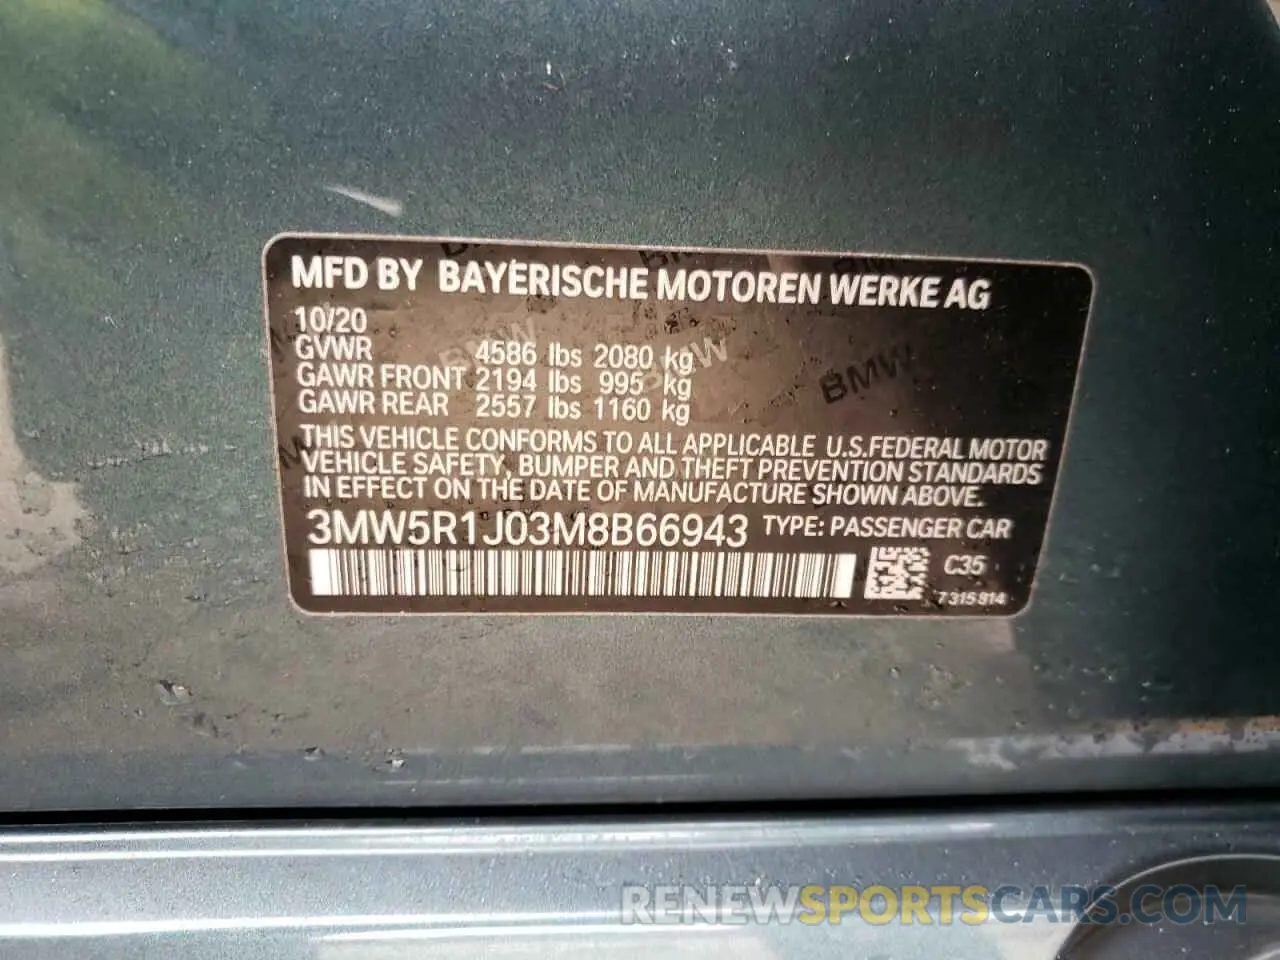 MFD BY BAYERISCHE MOTOREN WERKE AG
10/20
GVWR 4586 lbs 2080 kg
GAWR FRONT 2194 lbs 995 kg
GAWR REAR 2557 lbs 1160 kg
THIS VEHICLE CONFORMS TO ALL APPLICABLE U.S.FEDERAL MOTOR
VEHICLE SAFETY, BUMPER AND THEFT PREVENTION STANDARDS
IN EFFECT ON THE DATE OF MANUFACTURE SHOWN ABOVE.
3MW5R1J03M8B66943 TYPE: PASSENGER CAR
C35
7315814
RENEWSPORTSCARS.COM